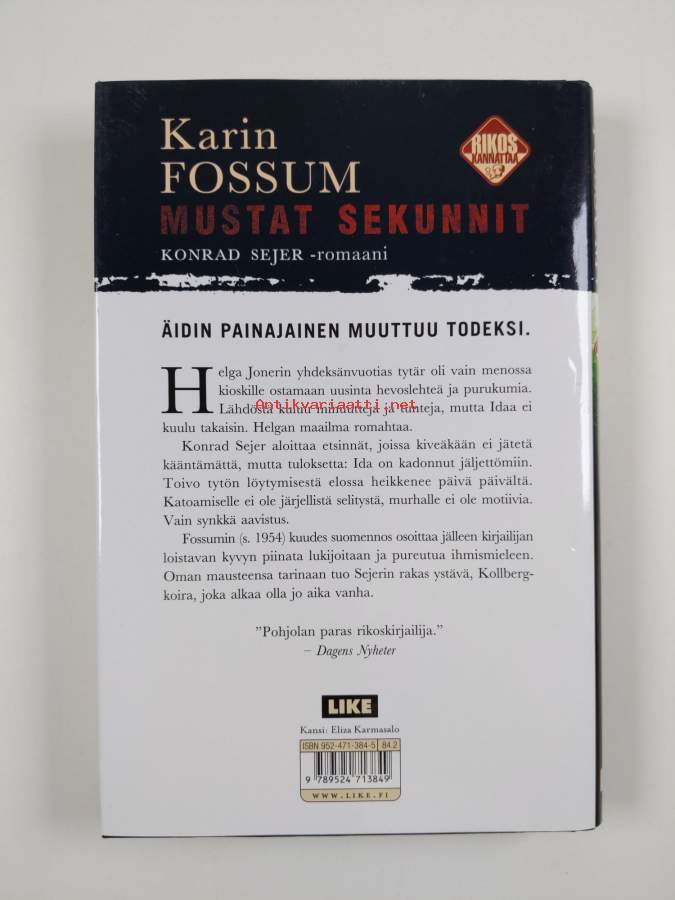 Karin
FOSSUM
RIKOS
KANNATTAA
MUSTAT SEKUNNIT
KONRAD SEJER -romaani
ÄIDIN PAINAJAINEN MUUTTUU TODEKSI.
Helga Jonerin yhdeksänvuotias tytär oli vain menossa
kioskille ostamaan uusinta hevoslehteä ja purukumia.
Antikvariaatti.net
Lähdöstä kuluu minuutteja ja tunteja, mutta Idaa ei
kuulu takaisin. Helgan maailma romahtaa.
Konrad Sejer aloittaa etsinnät, joissa kiveäkään ei jätetä
kääntämättä, mutta tuloksetta: Ida on kadonnut jäljettömiin.
Toivo tytön löytymisestä elossa heikkenee päivä päivältä.
Katoamiselle ei ole järjellistä selitystä, murhalle ei ole motiivia.
Vain synkkä aavistus.
Fossumin (s. 1954) kuudes suomennos osoittaa jälleen kirjailijan
loistavan kyvyn piinata lukijoitaan ja pureutua ihmismieleen.
Oman mausteensa tarinaan tuo Sejerin rakas ystävä, Kollberg-
koira, joka alkaa olla jo aika vanha.
”Pohjolan paras rikoskirjailija.”
– Dagens Nyheter
LIKE
Kansi: Eliza Karmasalo
ISBN 952-471-384-5 84.2
9 789524 713849
WWW.LIKE.FI